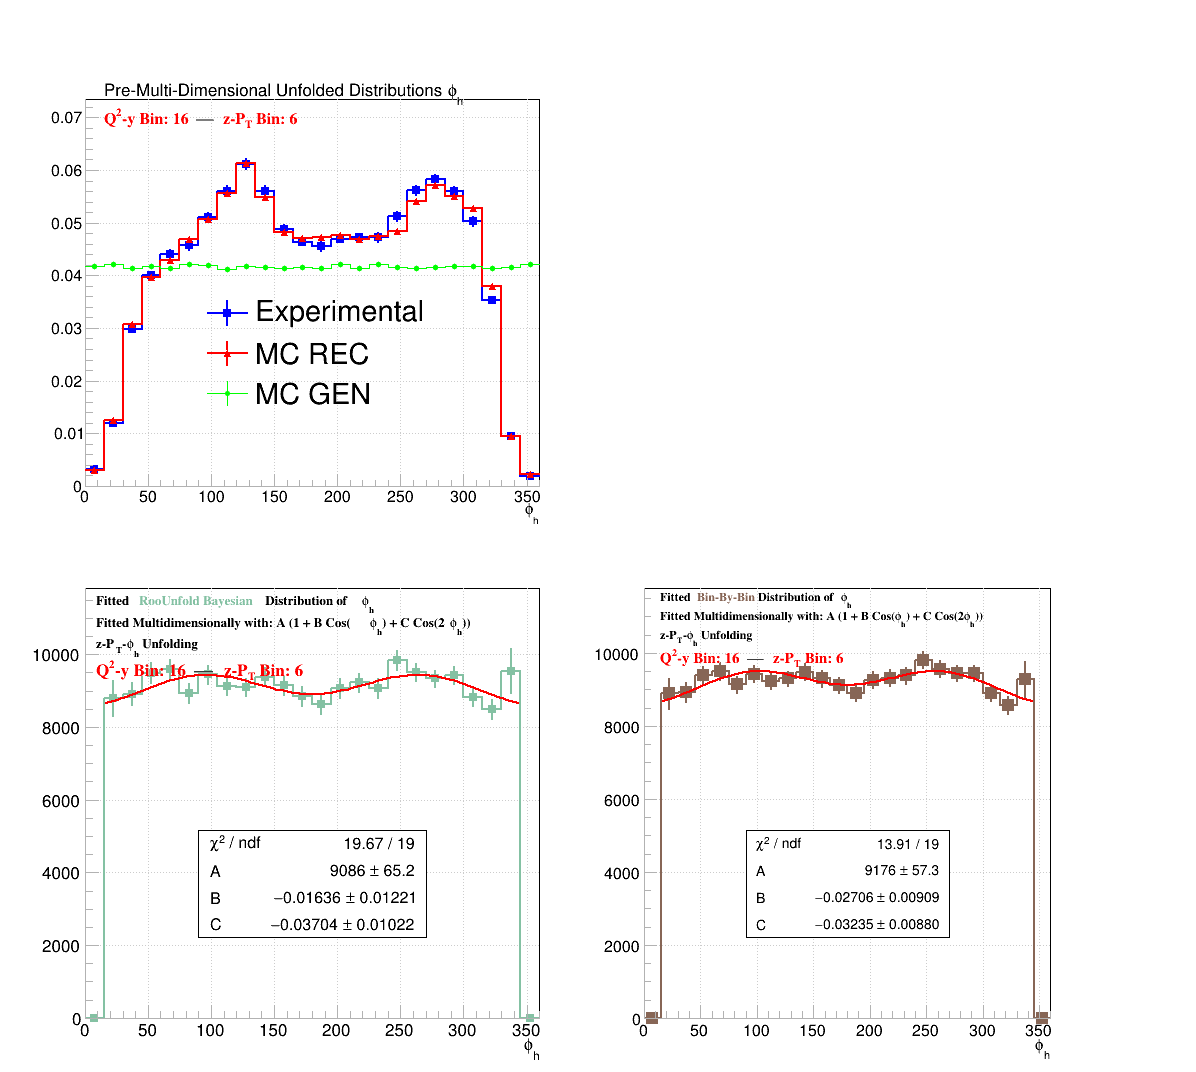 Pre-Multi-Dimensional Unfolded Distributions ϕh
Q²-y Bin: 16 — z-PT Bin: 6
0.07
0.06
0.05
0.04
0.03
0.02
0.01
0
Experimental
MC REC
MC GEN
0 50 100 150 200 250 300 350
ϕh
Fitted RooUnfold Bayesian Distribution of ϕh
Fitted Multidimensionally with: A (1 + B Cos( ϕh) + C Cos(2 ϕh))
z-PT-ϕh Unfolding
Q²-y Bin: 16 — z-PT Bin: 6
10000
8000
6000
4000
2000
0
χ² / ndf 19.67 / 19
A 9086 ± 65.2
B −0.01636 ± 0.01221
C −0.03704 ± 0.01022
0 50 100 150 200 250 300 350
ϕh
Fitted Bin-By-Bin Distribution of ϕh
Fitted Multidimensionally with: A (1 + B Cos(ϕh) + C Cos(2ϕh))
z-PT-ϕh Unfolding
Q²-y Bin: 16 — z-PT Bin: 6
10000
8000
6000
4000
2000
0
χ² / ndf 13.91 / 19
A 9176 ± 57.3
B −0.02706 ± 0.00909
C −0.03235 ± 0.00880
0 50 100 150 200 250 300 350
ϕh